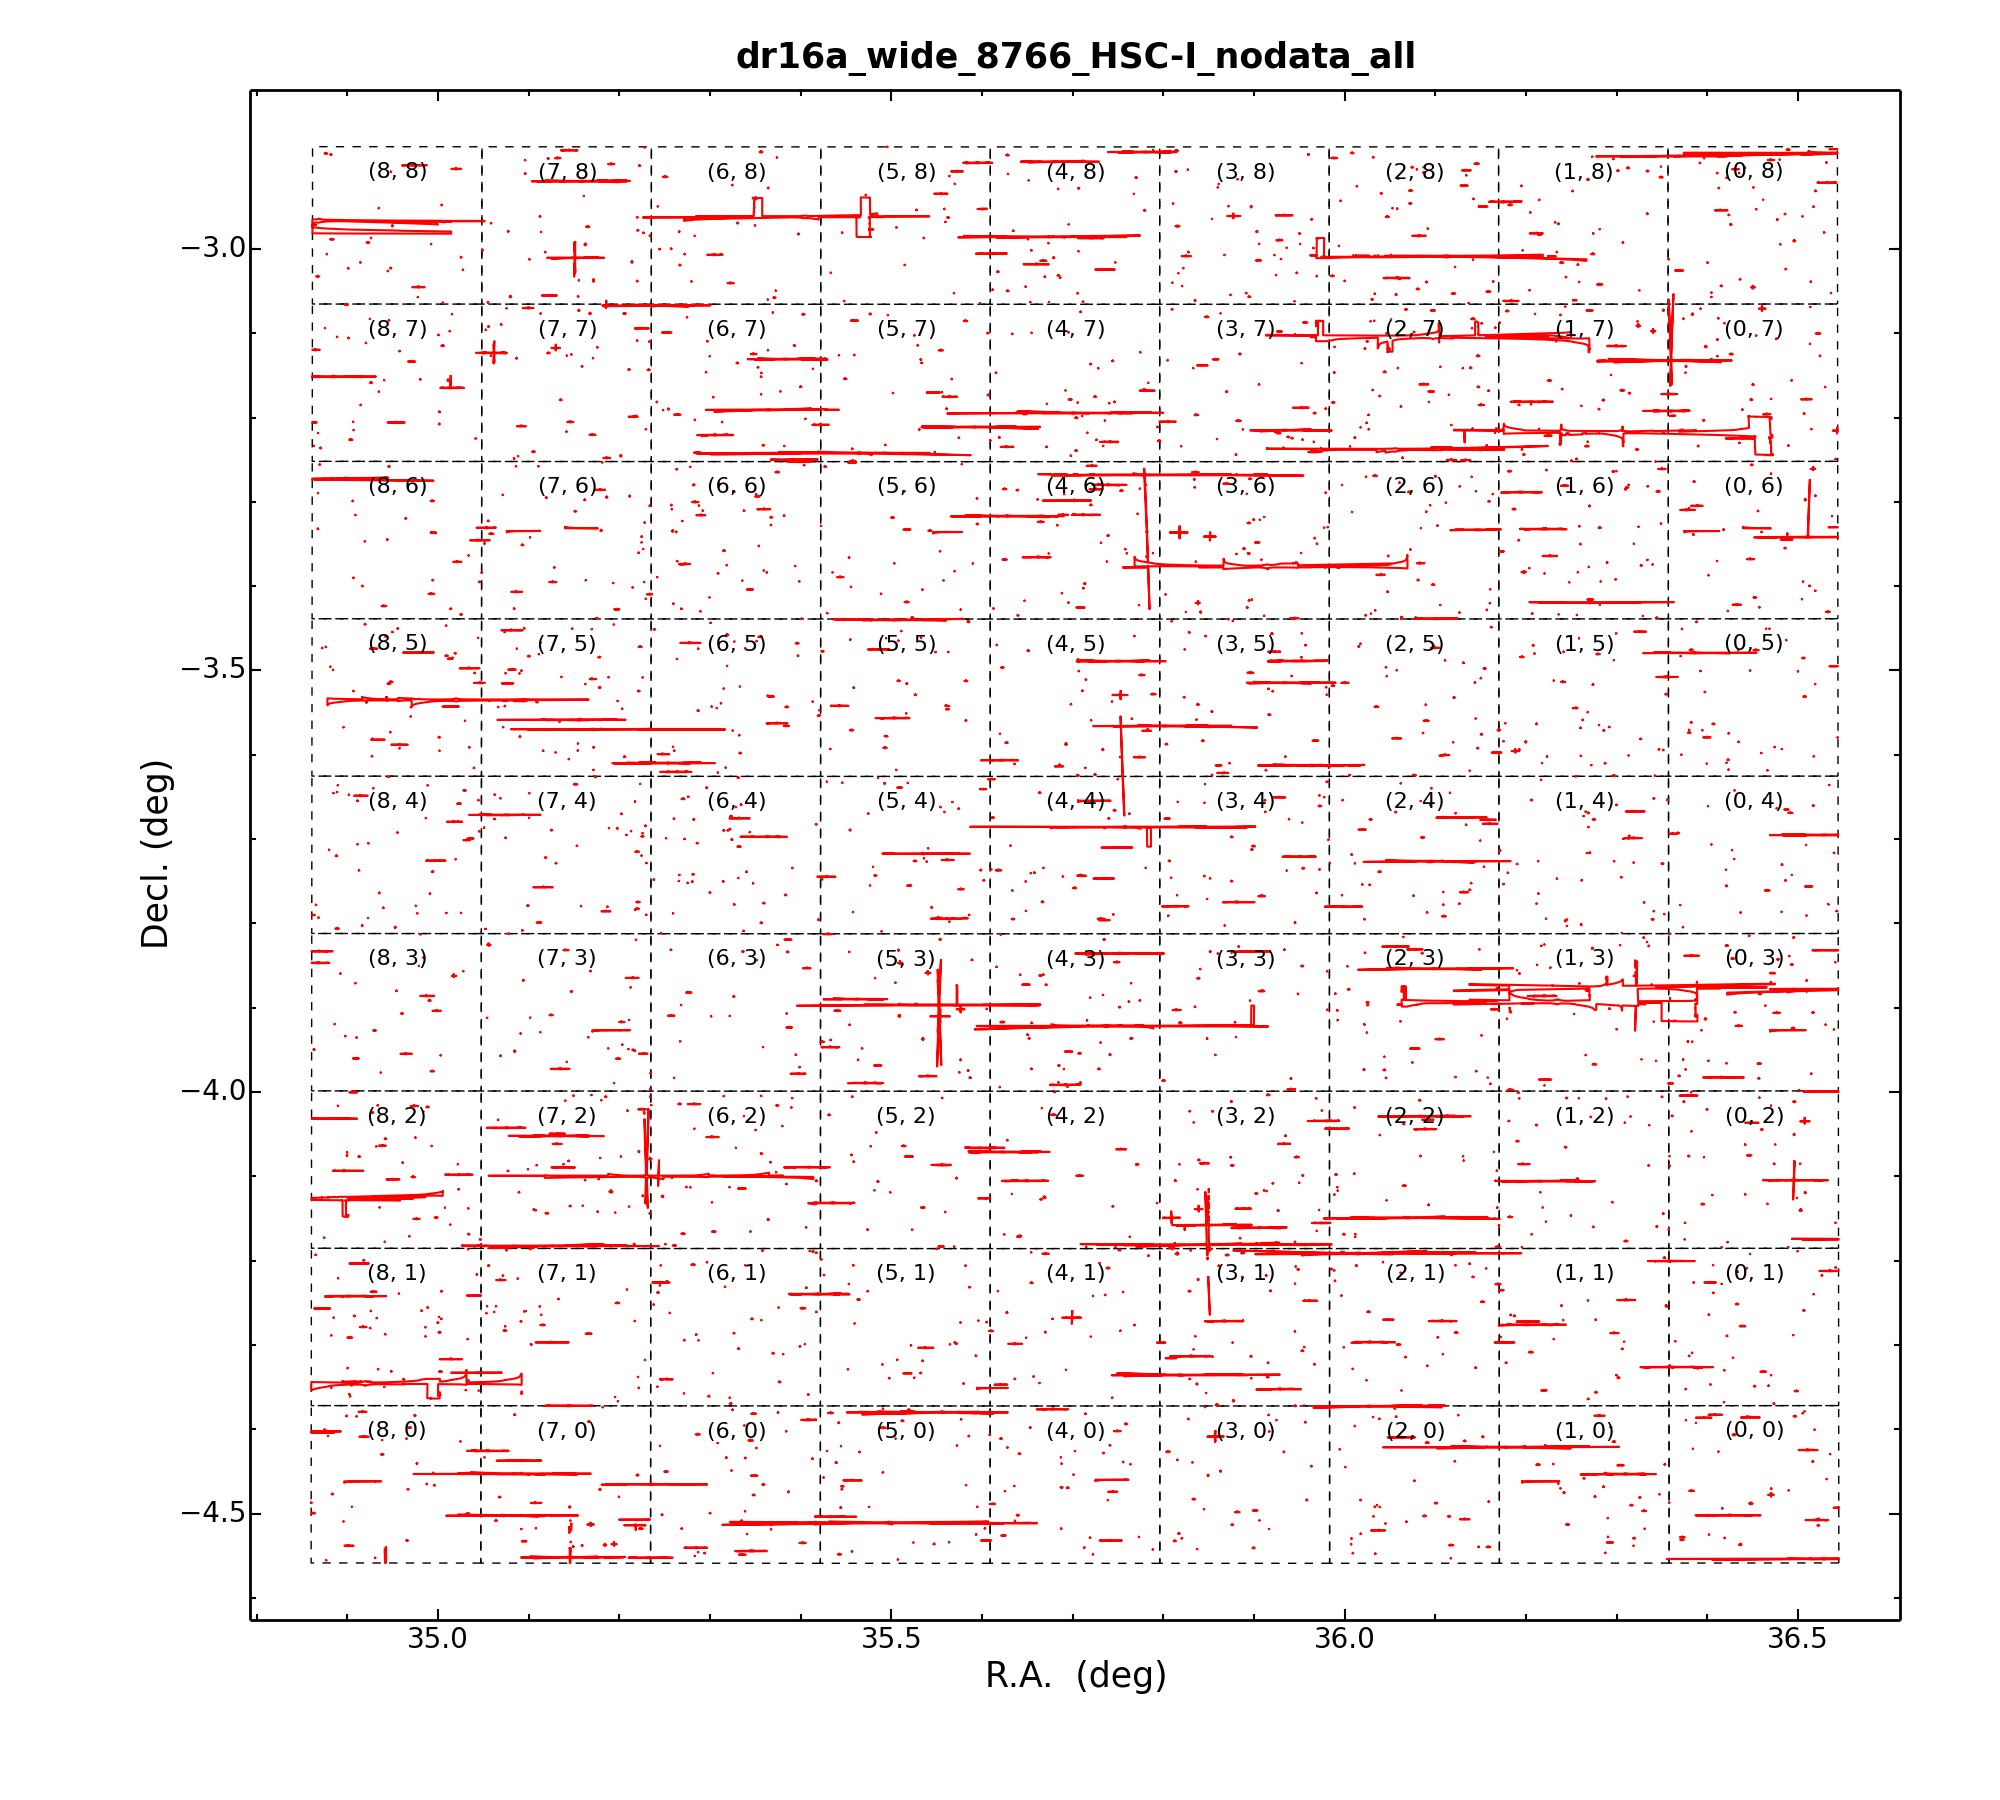 dr16a_wide_8766_HSC-I_nodata_all
(8, 8) (7, 8) (6, 8) (5, 8) (4, 8) (3, 8) (2, 8) (1, 8) (0, 8)
−3.0
(8, 7) (7, 7) (6, 7) (5, 7) (4, 7) (3, 7) (2, 7) (1, 7) (0, 7)
(8, 6) (7, 6) (6, 6) (5, 6) (4, 6) (3, 6) (2, 6) (1, 6) (0, 6)
(8, 5) (7, 5) (6, 5) (5, 5) (4, 5) (3, 5) (2, 5) (1, 5) (0, 5)
−3.5
(8, 4) (7, 4) (6, 4) (5, 4) (4, 4) (3, 4) (2, 4) (1, 4) (0, 4)
Decl. (deg)
(8, 3) (7, 3) (6, 3) (5, 3) (4, 3) (3, 3) (2, 3) (1, 3) (0, 3)
−4.0
(8, 2) (7, 2) (6, 2) (5, 2) (4, 2) (3, 2) (2, 2) (1, 2) (0, 2)
(8, 1) (7, 1) (6, 1) (5, 1) (4, 1) (3, 1) (2, 1) (1, 1) (0, 1)
(8, 0) (7, 0) (6, 0) (5, 0) (4, 0) (3, 0) (2, 0) (1, 0) (0, 0)
−4.5
35.0 35.5 36.0 36.5
R.A. (deg)